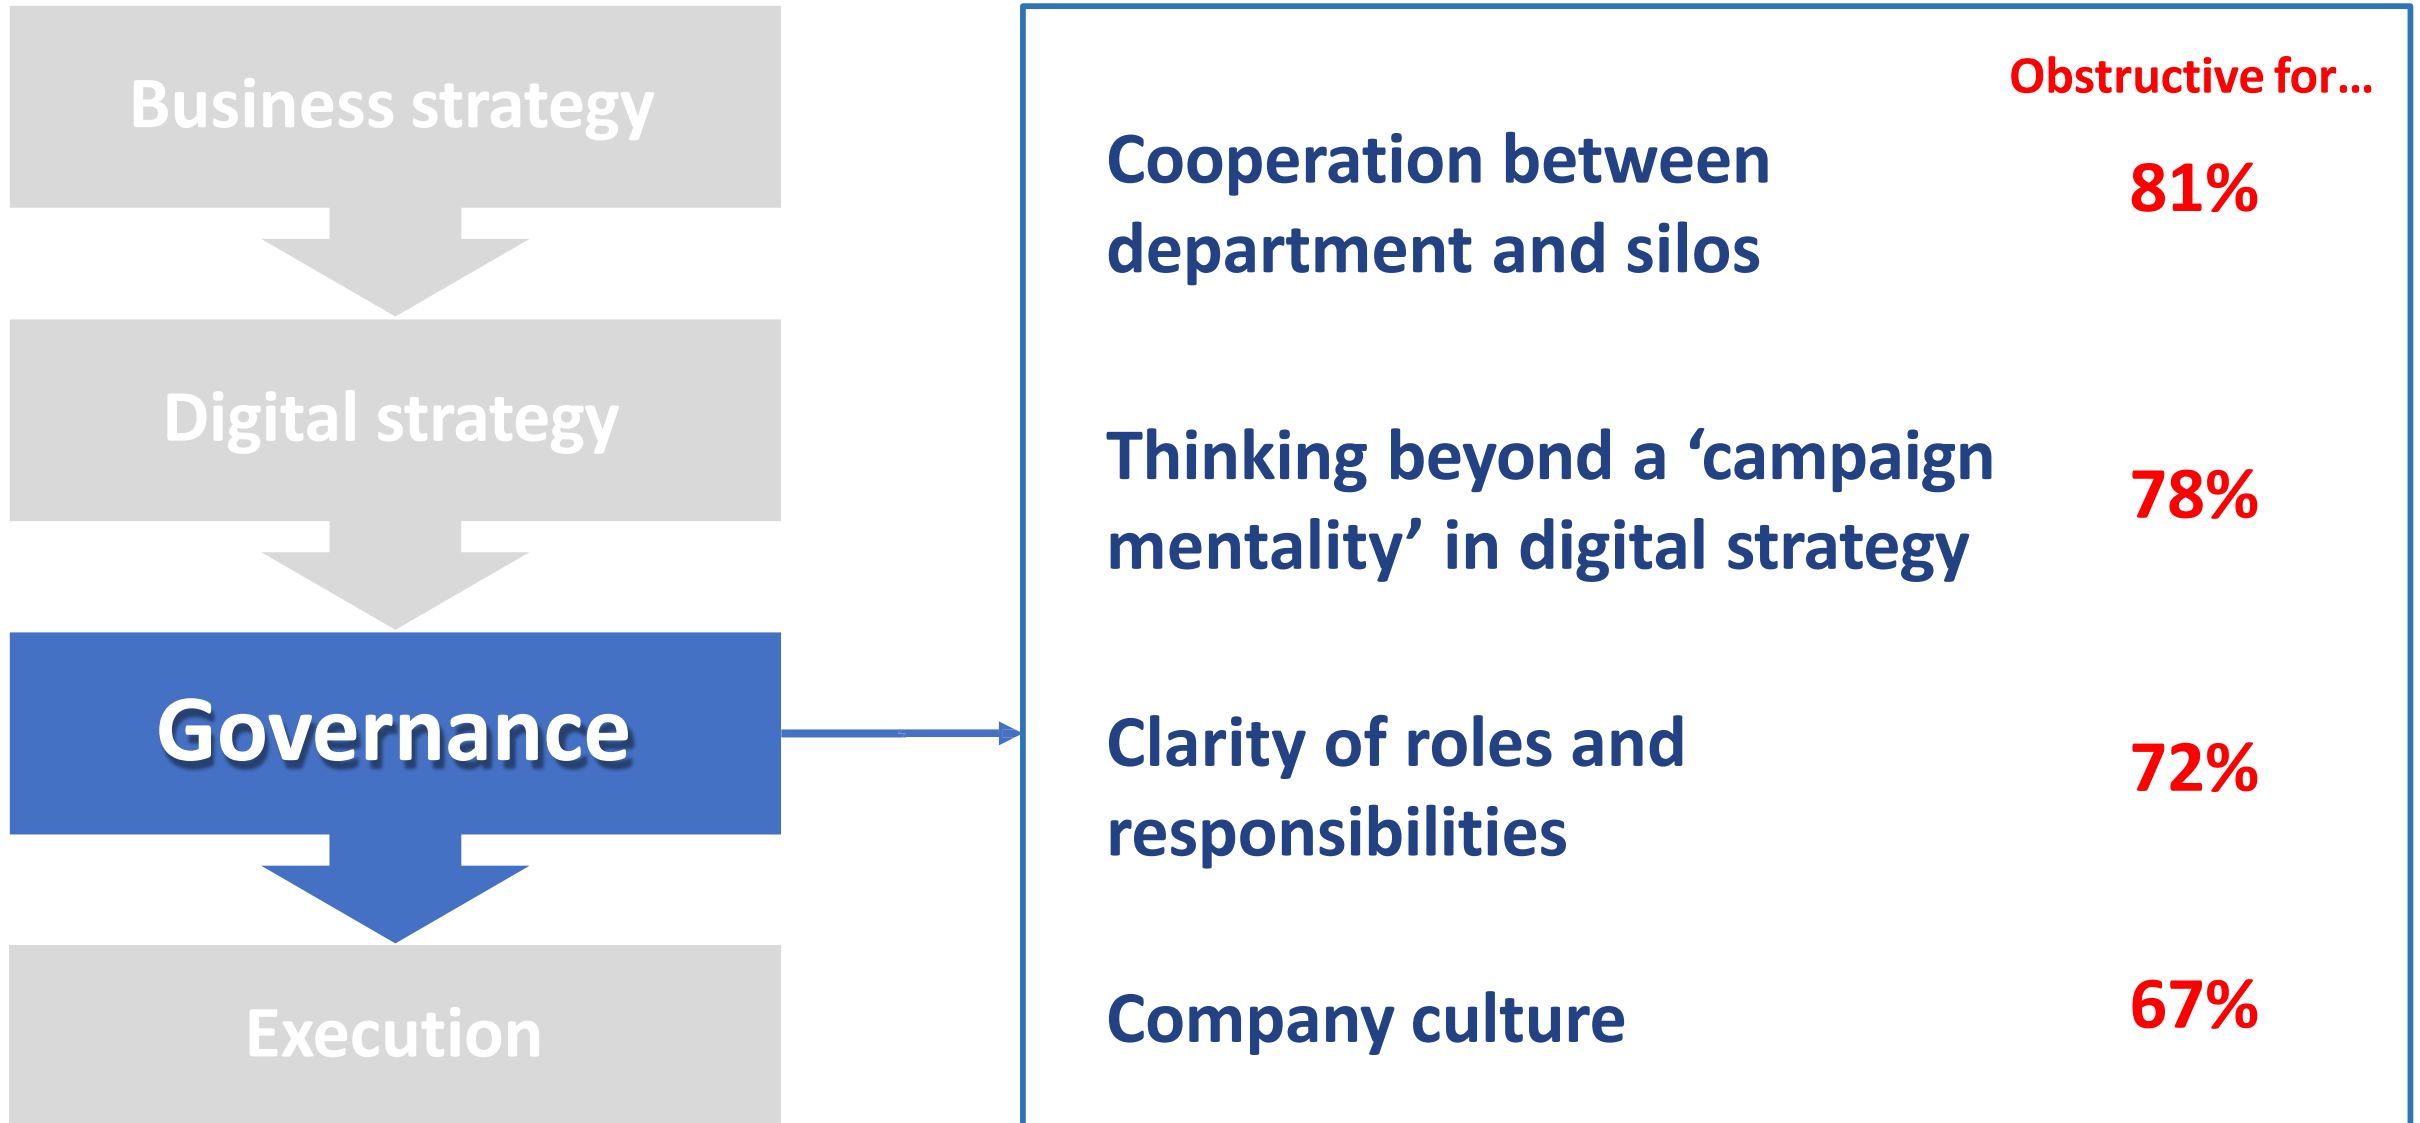 Business strategy
Digital strategy
Governance
Execution
Obstructive for...
Cooperation between
department and silos
81%
Thinking beyond a ‘campaign
mentality’ in digital strategy
78%
Clarity of roles and
responsibilities
72%
Company culture
67%